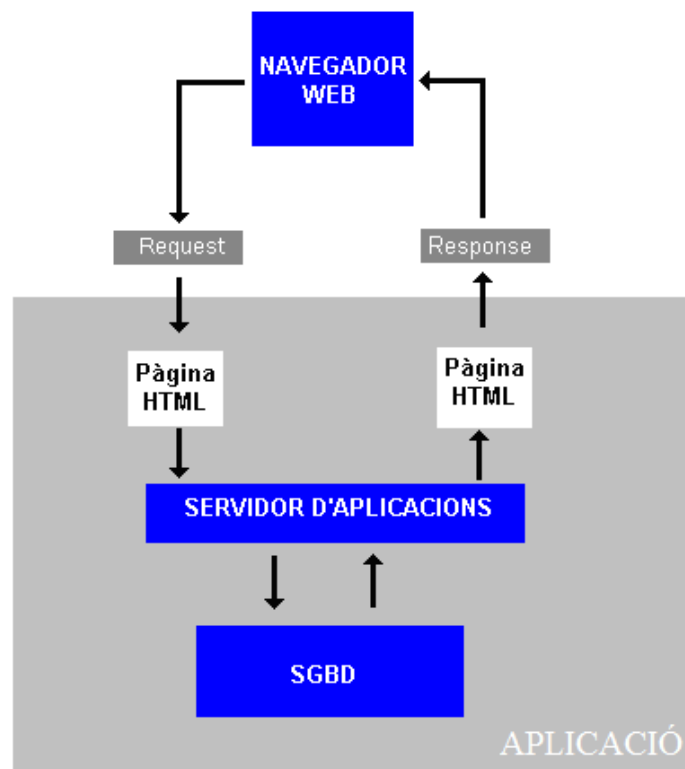 NAVEGADOR
WEB
Request
Response
Pàgina
HTML
Pàgina
HTML
SERVIDOR D'APLICACIONS
SGBD
APLICACIÓ